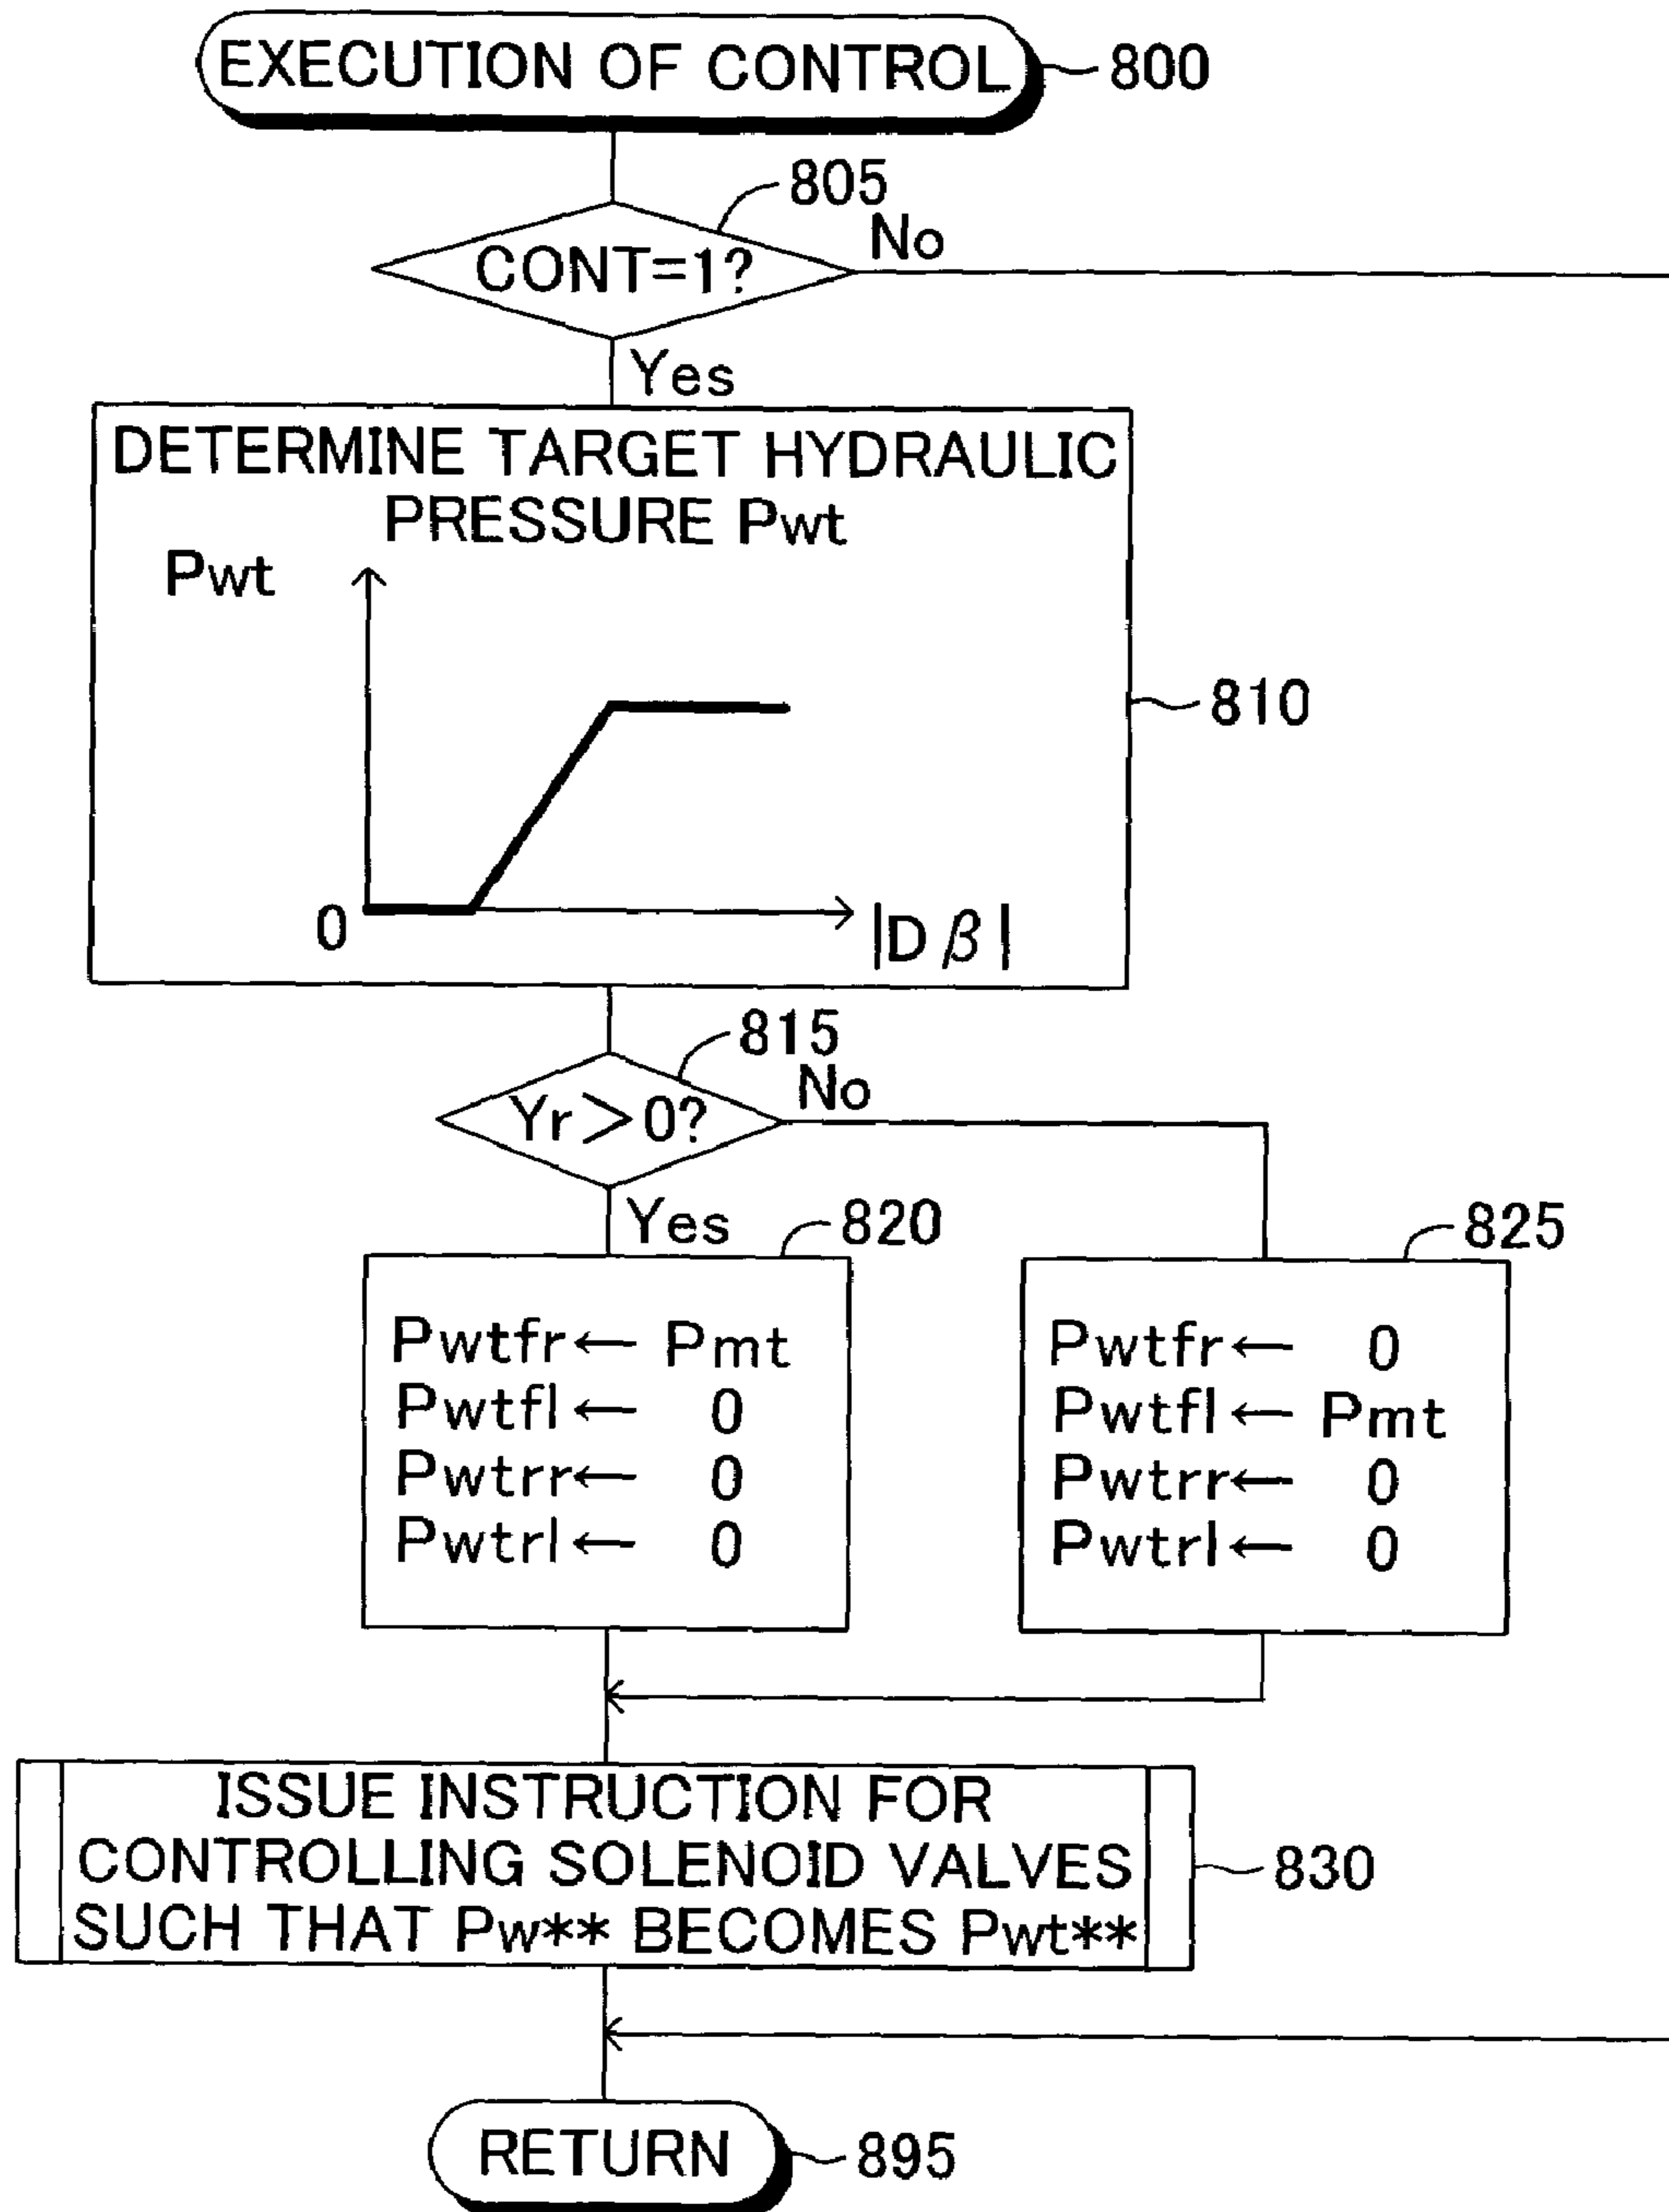 EXECUTION OF CONTROL
800
805
CONT=1?
No
Yes
DETERMINE TARGET HYDRAULIC
PRESSURE Pwt
Pwt
810
0
|Dβ|
815
Yr>0?
No
Yes
820
825
Pwtfr← Pmt
Pwtfl← 0
Pwtrr← 0
Pwtrl← 0
Pwtfr← 0
Pwtfl← Pmt
Pwtrr← 0
Pwtrl← 0
ISSUE INSTRUCTION FOR
CONTROLLING SOLENOID VALVES
SUCH THAT Pw** BECOMES Pwt**
830
RETURN
895